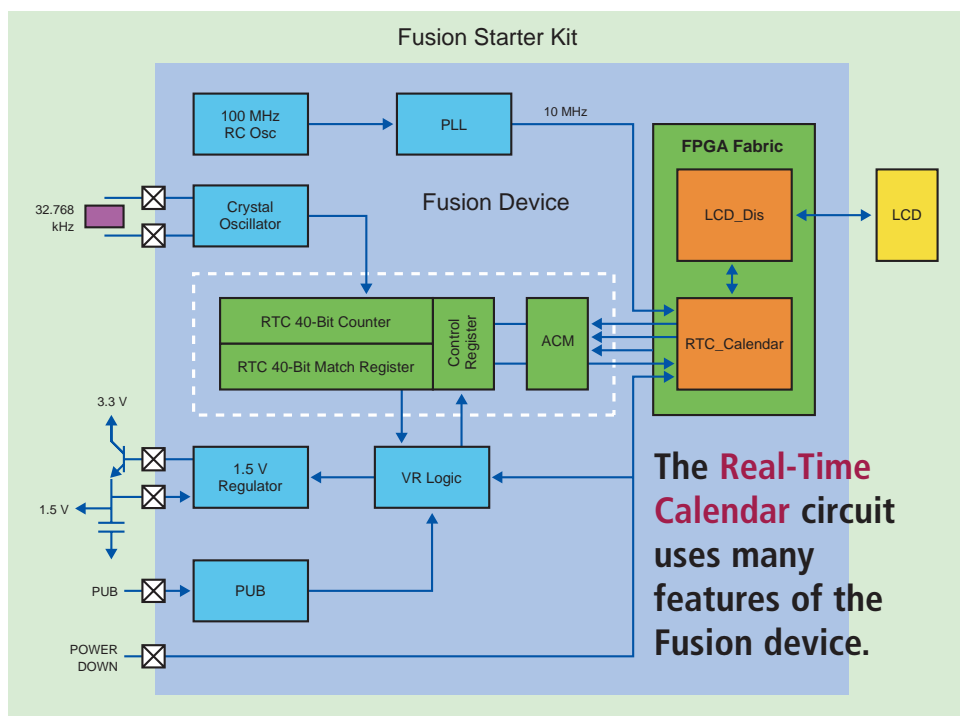 Fusion Starter Kit
100 MHz
RC Osc
PLL
10 MHz
FPGA Fabric
32.768
kHz
Crystal
Oscillator
Fusion Device
LCD_Dis
LCD
RTC 40-Bit Counter
RTC 40-Bit Match Register
Control
Register
ACM
RTC_Calendar
3.3 V
1.5 V
1.5 V
Regulator
VR Logic
PUB
PUB
POWER
DOWN
The Real-Time
Calendar circuit
uses many
features of the
Fusion device.